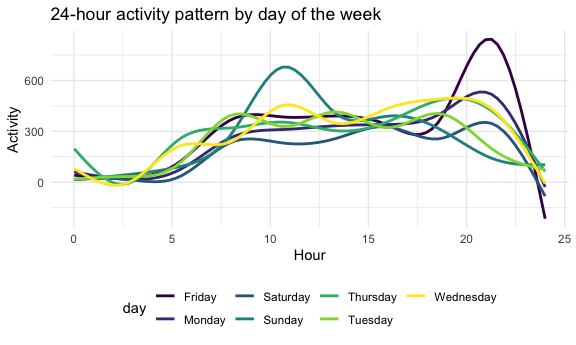 24-hour activity pattern by day of the week
Activity
600
300
0
0 5 10 15 20 25
Hour
day
Friday Saturday Thursday Wednesday
Monday Sunday Tuesday